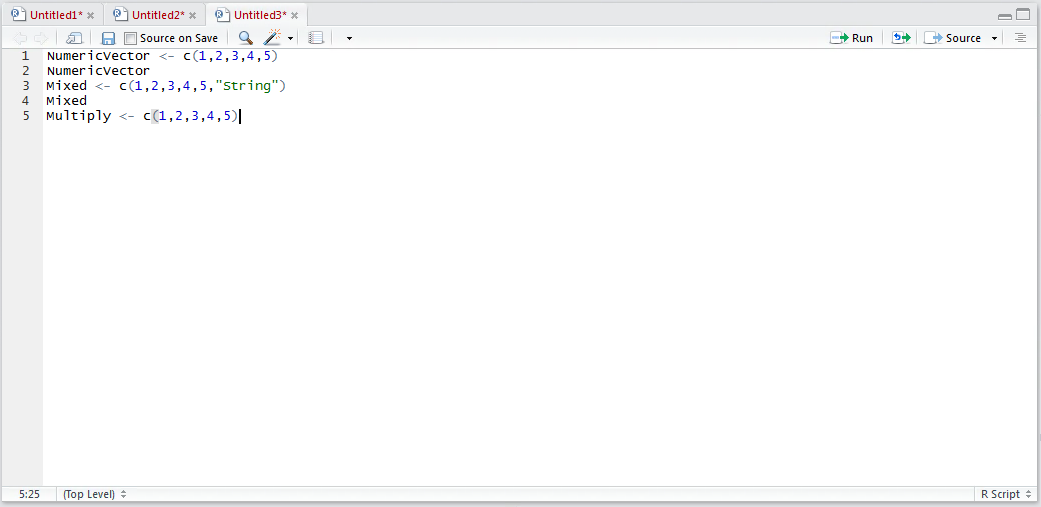 Untitled1* Untitled2* Untitled3*
Source on Save Run Source
1 NumericVector <- c(1,2,3,4,5)
2 NumericVector
3 Mixed <- c(1,2,3,4,5,"String")
4 Mixed
5 Multiply <- c(1,2,3,4,5)
5:25 (Top Level) R Script